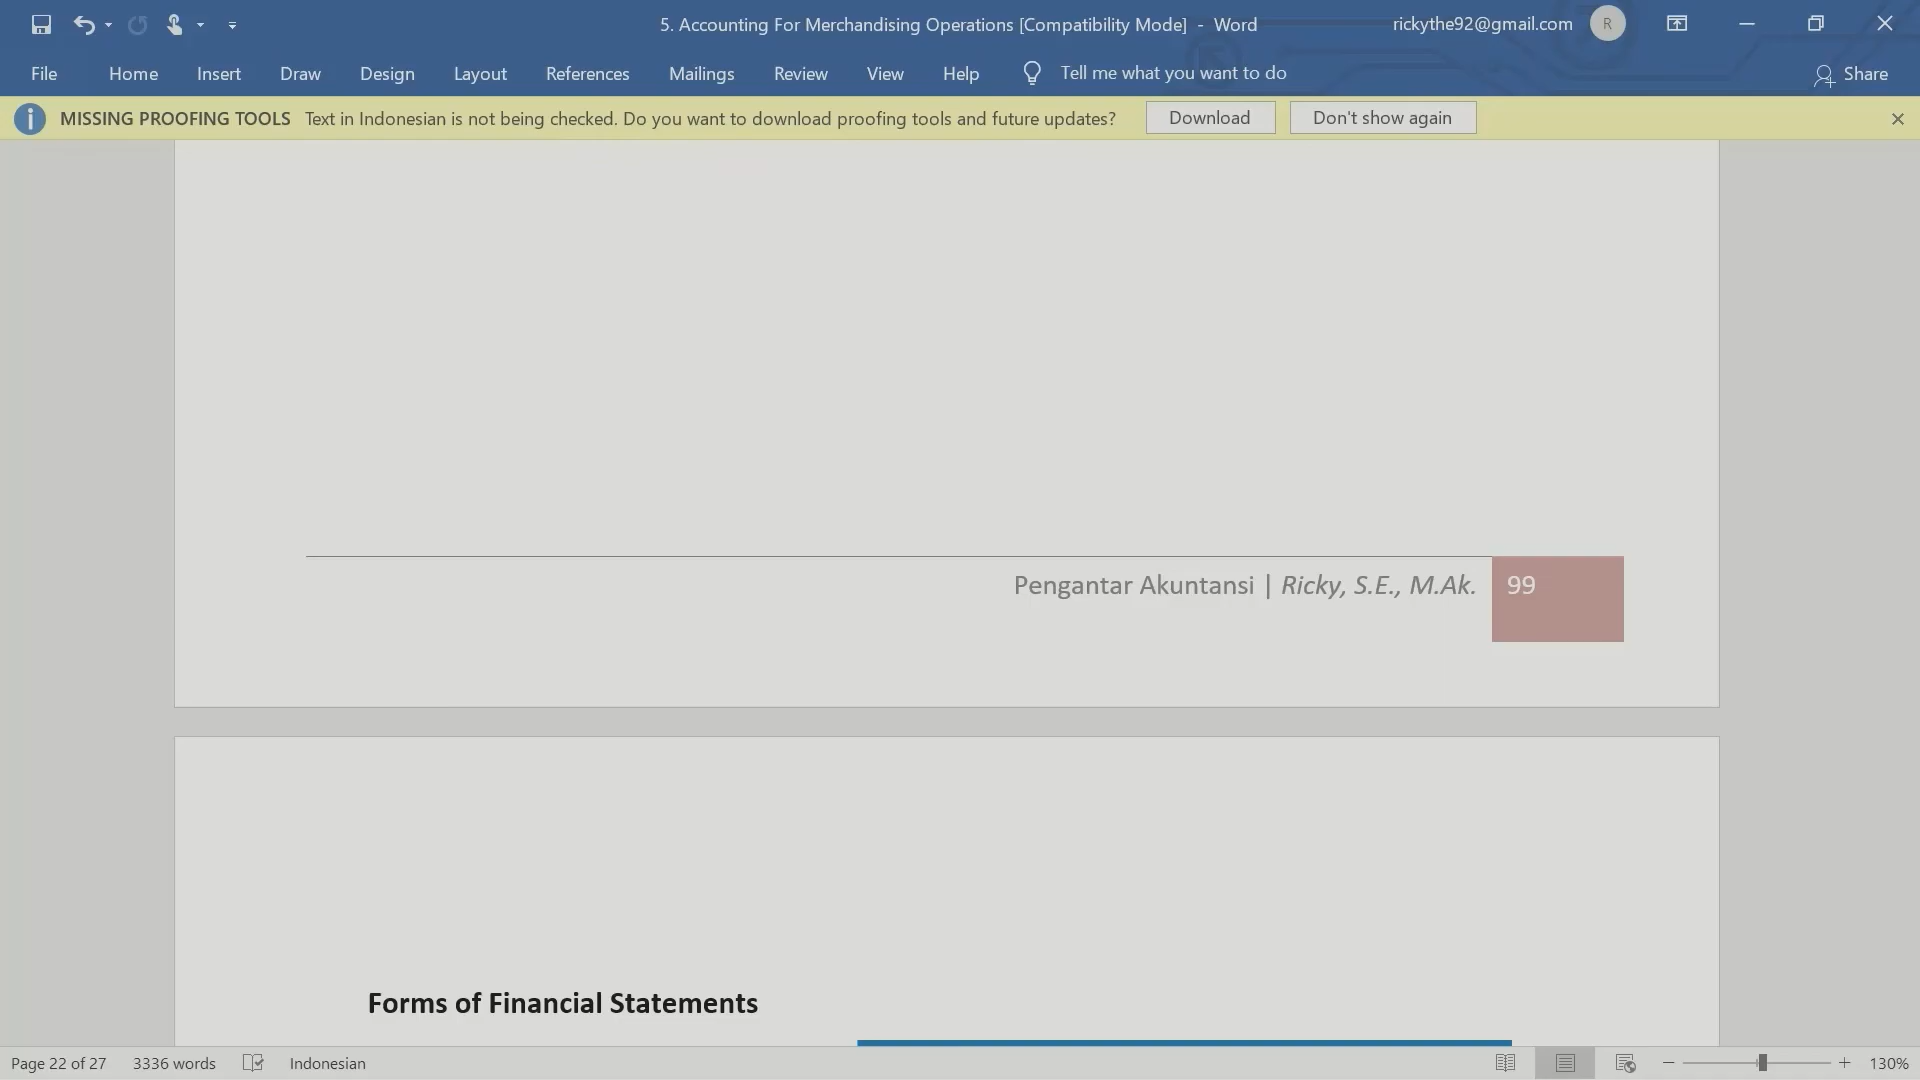 5. Accounting For Merchandising Operations [Compatibility Mode] - Word
rickythe92@gmail.com
R
File
Home
Insert
Draw
Design
Layout
References
Mailings
Review
View
Help
Tell me what you want to do
Share
MISSING PROOFING TOOLS Text in Indonesian is not being checked. Do you want to download proofing tools and future updates?
Download
Don't show again
Pengantar Akuntansi | Ricky, S.E., M.Ak. 99
Forms of Financial Statements
Page 22 of 27
3336 words
Indonesian
130%